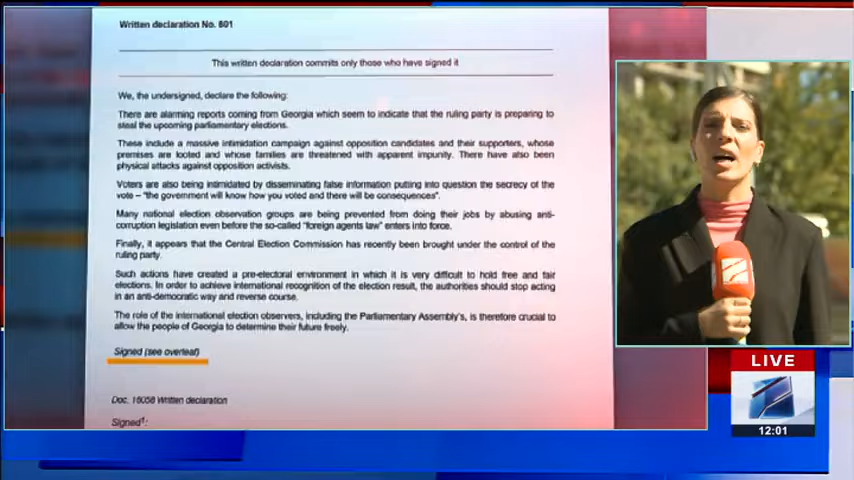 Written declaration No. 801
This written declaration commits only those who have signed it
We, the undersigned, declare the following:
There are alarming reports coming from Georgia which seem to indicate that the ruling party is preparing to
steal the upcoming parliamentary elections.
These include a massive intimidation campaign against opposition candidates and their supporters, whose
premises are looted and whose families are threatened with apparent impunity. There have also been
physical attacks against opposition activists.
Voters are also being intimidated by disseminating false information putting into question the secrecy of the
vote – "the government will know how you voted and there will be consequences".
Many national election observation groups are being prevented from doing their jobs by abusing anti-
corruption legislation even before the so-called "foreign agents law" enters into force.
Finally, it appears that the Central Election Commission has recently been brought under the control of the
ruling party.
Such actions have created a pre-electoral environment in which it is very difficult to hold free and fair
elections. In order to achieve international recognition of the election result, the authorities should stop acting
in an anti-democratic way and reverse course.
The role of the international election observers, including the Parliamentary Assembly's, is therefore crucial to
allow the people of Georgia to determine their future freely.
Signed (see overleaf)
Doc. 16058 Written declaration
Signed¹:
LIVE
12:01